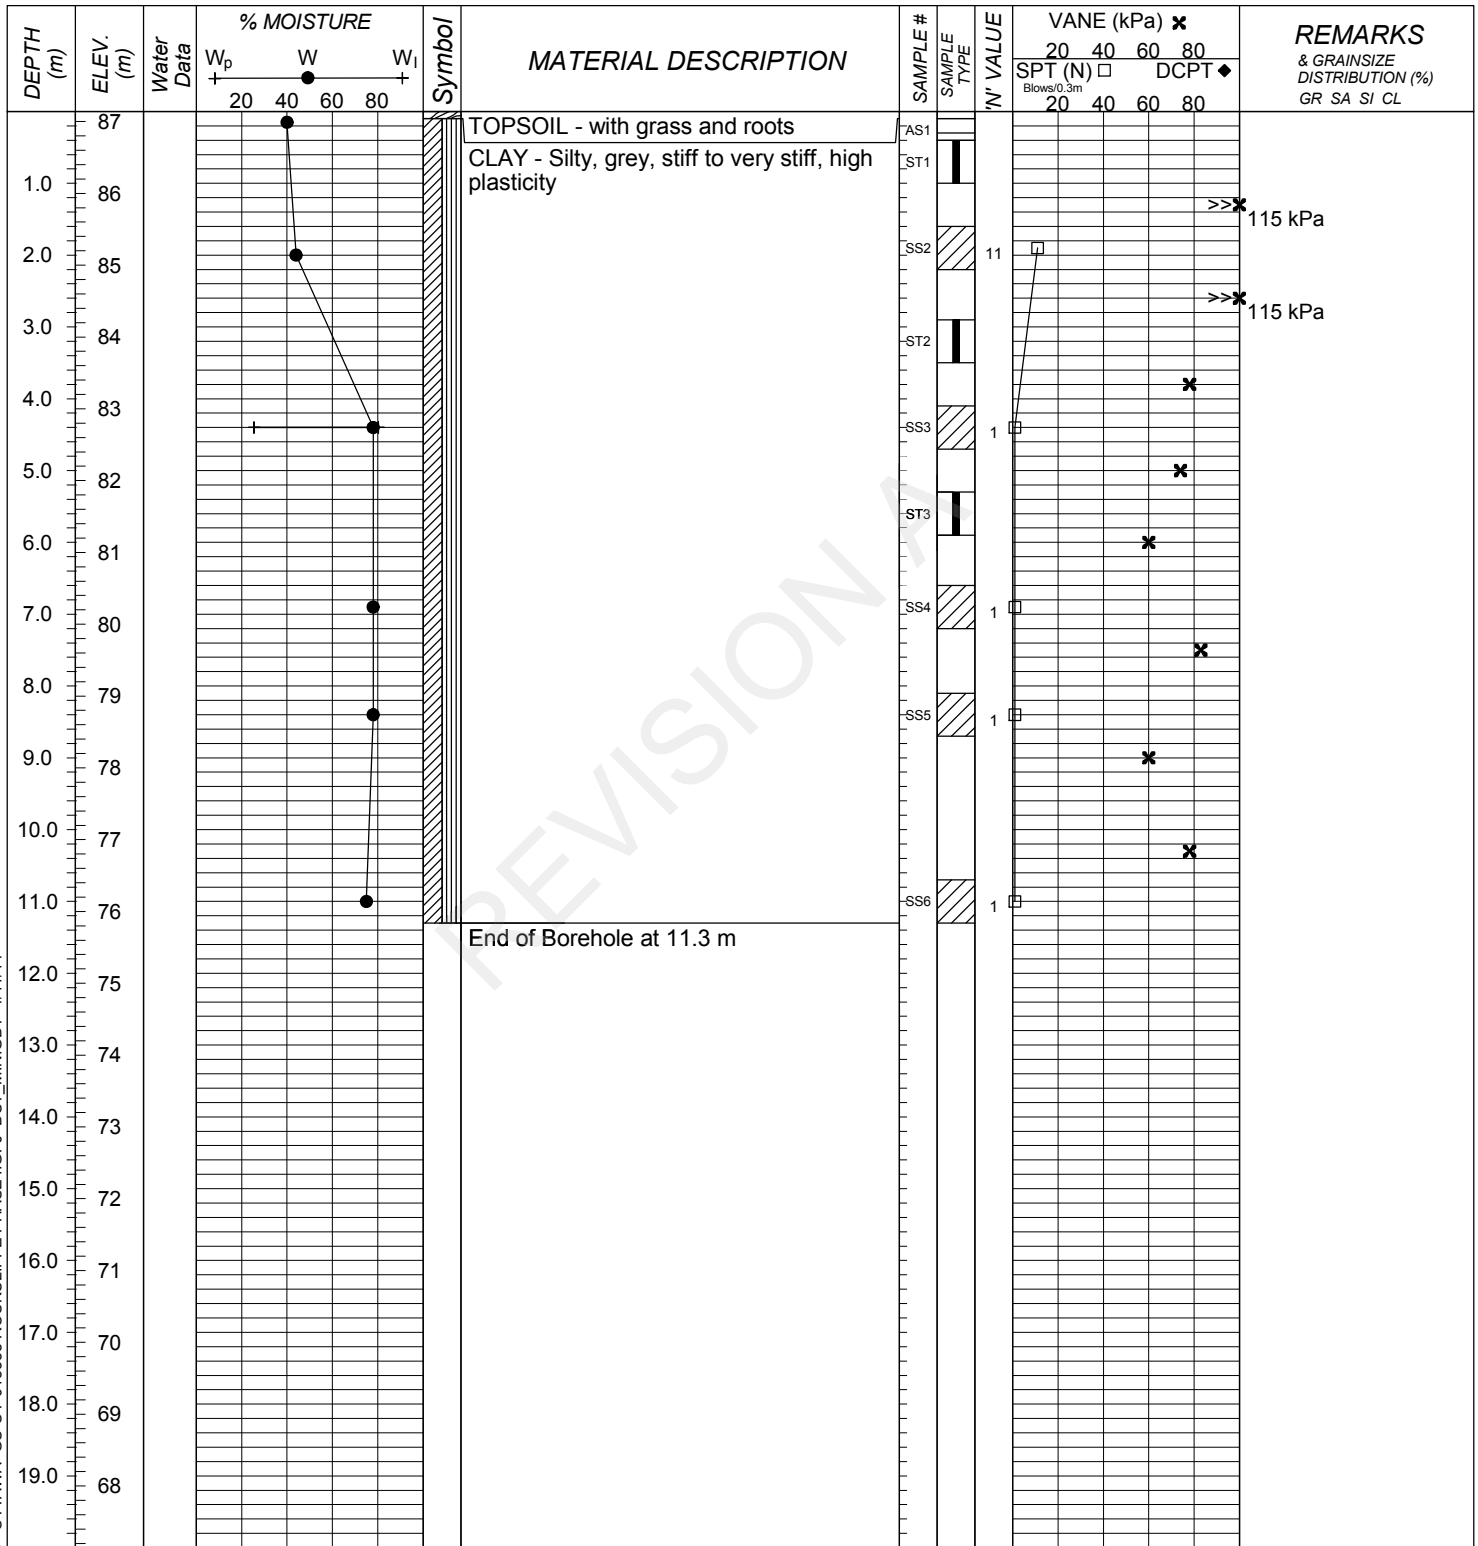 DEPTH (m)
ELEV. (m)
Water Data
% MOISTURE
Wp W Wl
20 40 60 80
Symbol
MATERIAL DESCRIPTION
SAMPLE #
SAMPLE TYPE
'N' VALUE
VANE (kPa)
20 40 60 80
SPT (N) DCPT
Blows/0.3m
20 40 60 80
REMARKS
& GRAINSIZE
DISTRIBUTION (%)
GR SA SI CL
87
TOPSOIL - with grass and roots
AS1
CLAY - Silty, grey, stiff to very stiff, high
plasticity
ST1
1.0
86
>>
115 kPa
2.0
85
SS2
11
>>
115 kPa
3.0
84
ST2
4.0
83
SS3
1
5.0
82
ST3
6.0
81
SS4
1
7.0
80
8.0
79
SS5
1
9.0
78
10.0
77
11.0
76
SS6
1
End of Borehole at 11.3 m
12.0
75
13.0
74
14.0
73
15.0
72
16.0
71
17.0
70
18.0
69
19.0
68
REVISION A